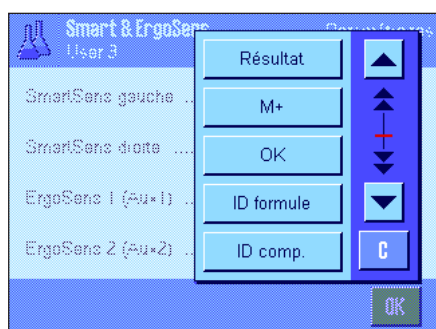 Smart & ErgoSens
User 3
SmartSens gauche ...
SmartSens droite ....
ErgoSens 1 (Aux1) ..
ErgoSens 2 (Aux2) ..
Résultat
M+
OK
ID formule
ID comp.
C
OK